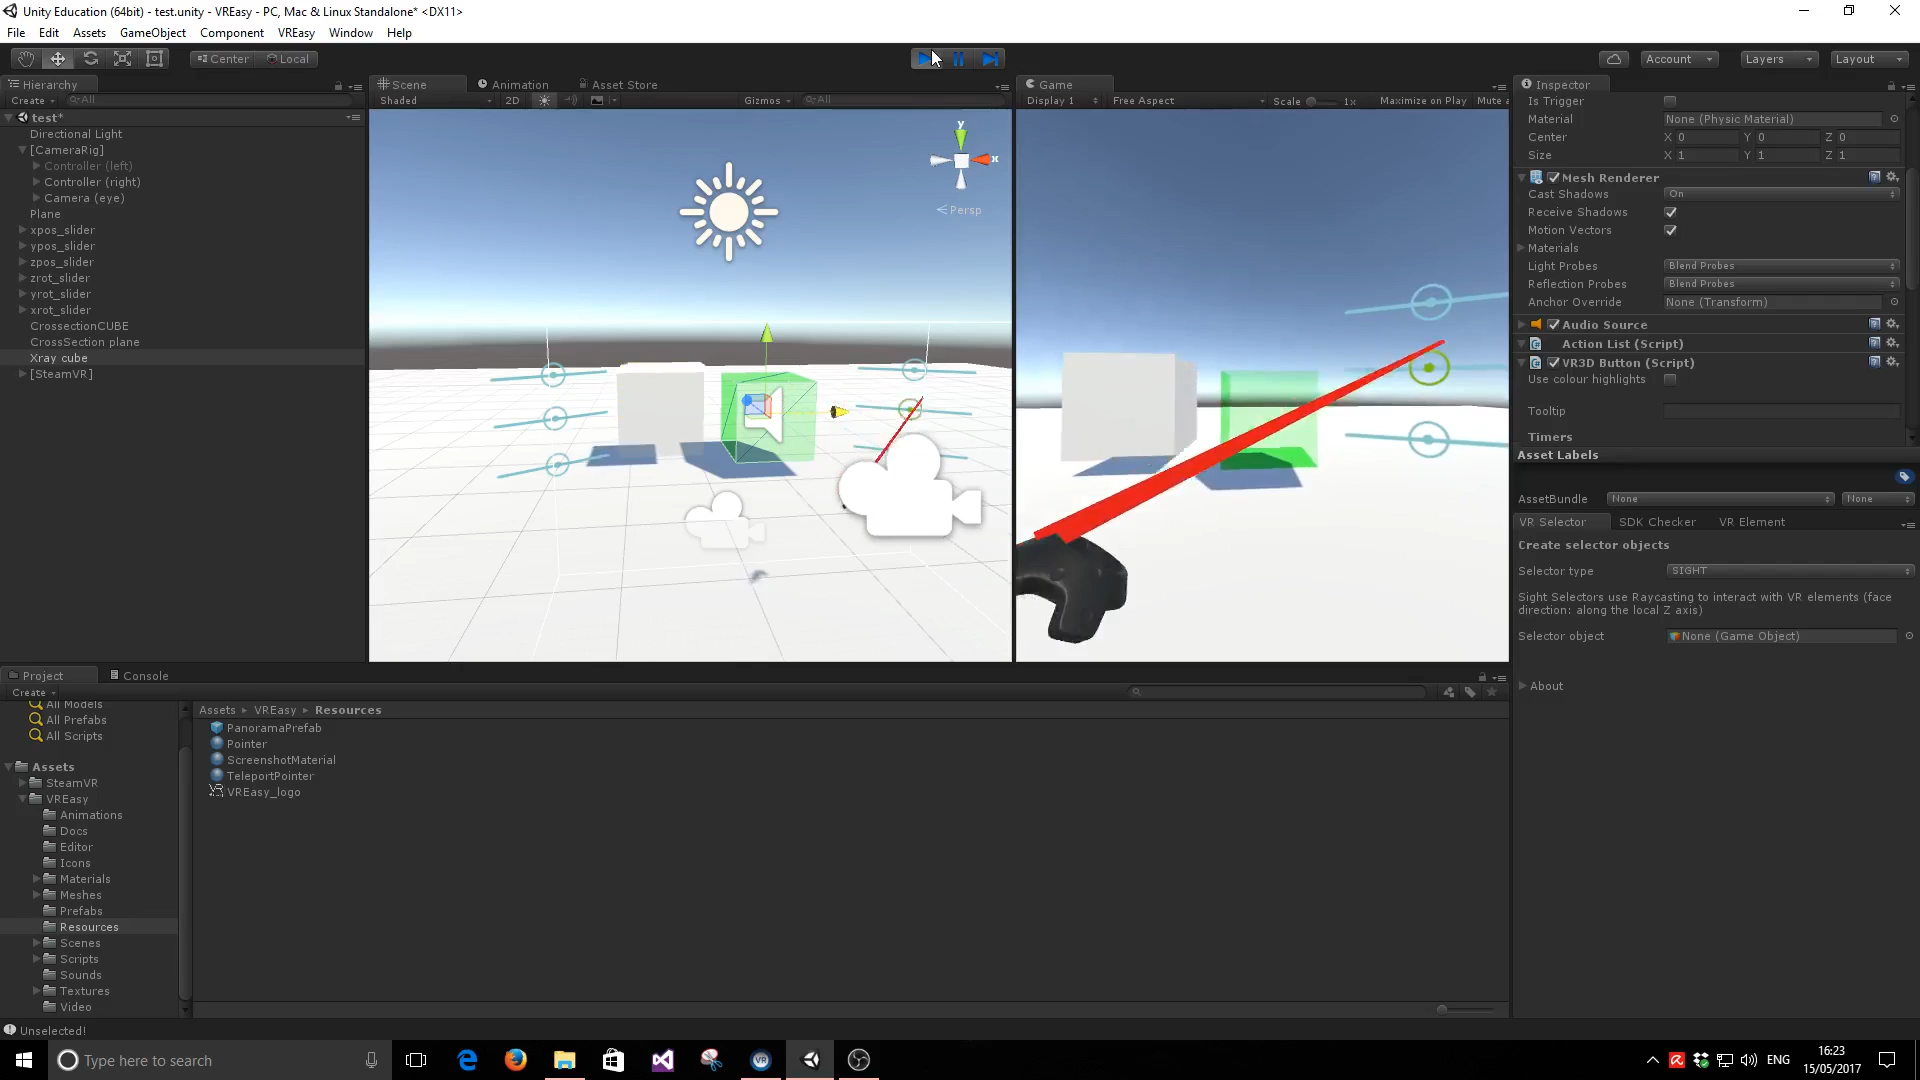 Unity Education (64bit) - test.unity - VREasy - PC, Mac & Linux Standalone* <DX11>
File Edit Assets GameObject Component VREasy Window Help
Center Local
Account Layers Layout
Hierarchy
Create All
test*
Directional Light
[CameraRig]
Controller (left)
Controller (right)
Camera (eye)
Plane
xpos_slider
ypos_slider
zpos_slider
zrot_slider
yrot_slider
xrot_slider
CrossectionCUBE
CrossSection plane
Xray cube
[SteamVR]
Scene Animation Asset Store
Shaded 2D Gizmos All
y
x
Persp
Game
Display 1 Free Aspect Scale 1x Maximize on Play Mute a
Inspector
Is Trigger
Material None (Physic Material)
Center X 0 Y 0 Z 0
Size X 1 Y 1 Z 1
Mesh Renderer
Cast Shadows On
Receive Shadows
Motion Vectors
Materials
Light Probes Blend Probes
Reflection Probes Blend Probes
Anchor Override None (Transform)
Audio Source
Action List (Script)
VR3D Button (Script)
Use colour highlights
Tooltip
Timers
Asset Labels
AssetBundle None None
VR Selector SDK Checker VR Element
Create selector objects
Selector type SIGHT
Sight Selectors use Raycasting to interact with VR elements (face
direction: along the local Z axis)
Selector object None (Game Object)
About
Project Console
Create
All Models
All Prefabs
All Scripts
Assets
SteamVR
VREasy
Animations
Docs
Editor
Icons
Materials
Meshes
Prefabs
Resources
Scenes
Scripts
Sounds
Textures
Video
Assets VREasy Resources
PanoramaPrefab
Pointer
ScreenshotMaterial
TeleportPointer
VREasy_logo
Unselected!
Type here to search
ENG
16:23
15/05/2017